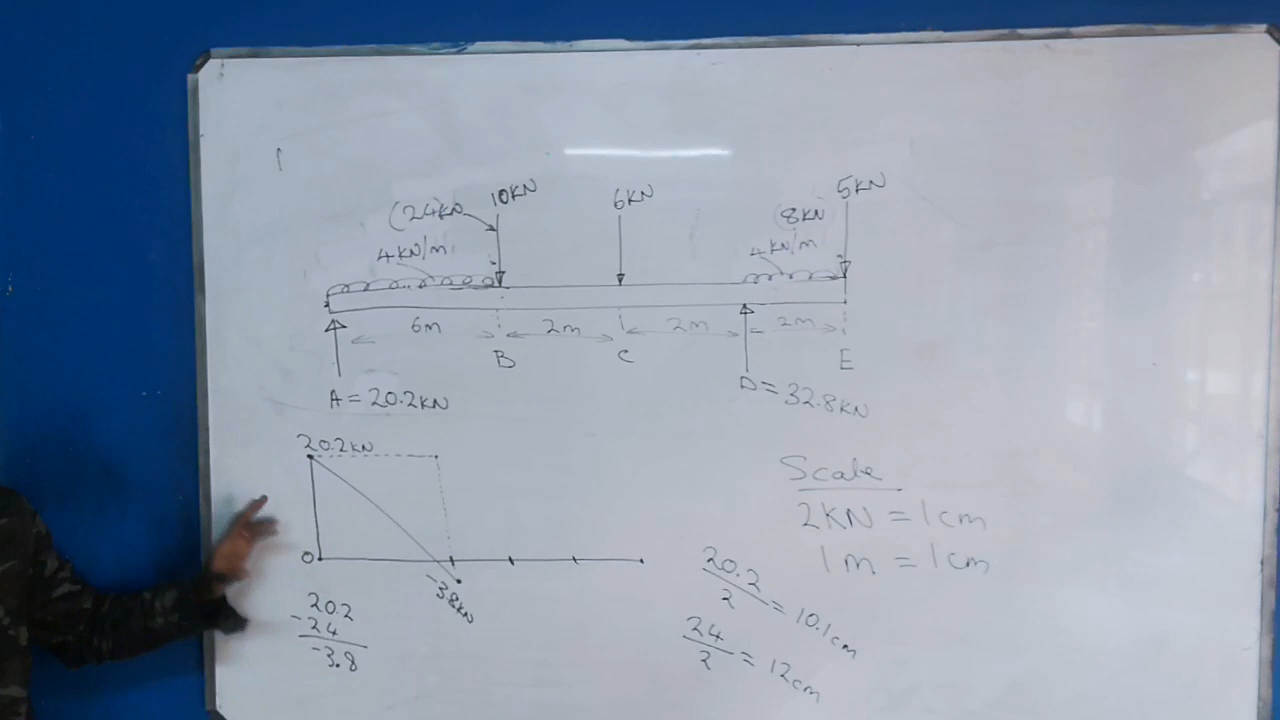 10KN
6KN
5KN
(24KN
(8KN
4KN/m
4KN/m
6m
2m
2m
2m
B
C
E
A = 20.2KN
D = 32.8KN
20.2KN
0
-3.8KN
20.2
-24
-3.8
Scale
2KN = 1cm
1m = 1cm
20.2
2
= 10.1cm
24
2
= 12cm